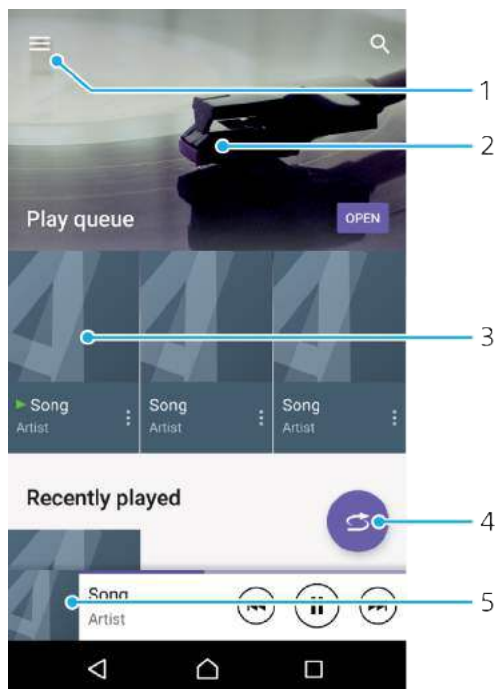 1
2
Play queue
OPEN
3
Song
Song
Song
Artist
Artist
Artist
Recently played
4
Song
5
Artist